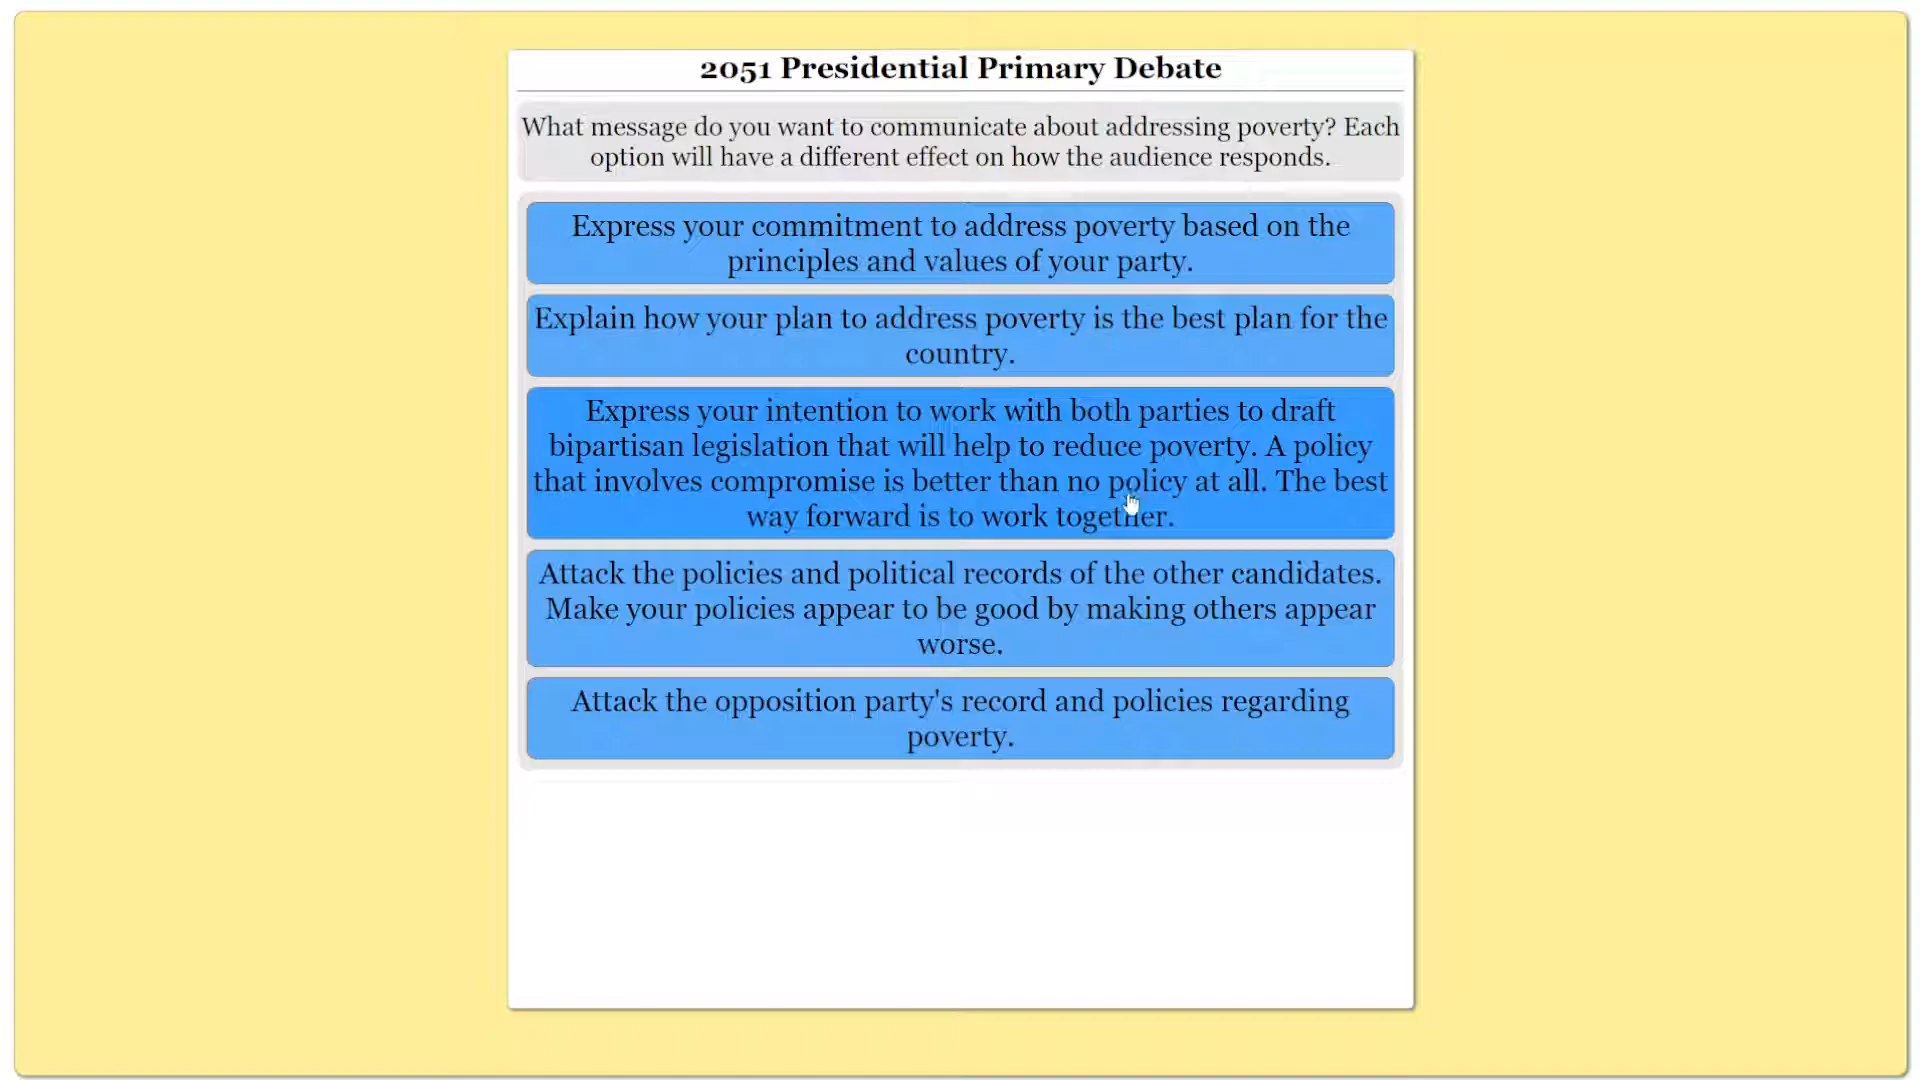 2051 Presidential Primary Debate
What message do you want to communicate about addressing poverty? Each
option will have a different effect on how the audience responds.
Express your commitment to address poverty based on the
principles and values of your party.
Explain how your plan to address poverty is the best plan for the
country.
Express your intention to work with both parties to draft
bipartisan legislation that will help to reduce poverty. A policy
that involves compromise is better than no policy at all. The best
way forward is to work together.
Attack the policies and political records of the other candidates.
Make your policies appear to be good by making others appear
worse.
Attack the opposition party's record and policies regarding
poverty.